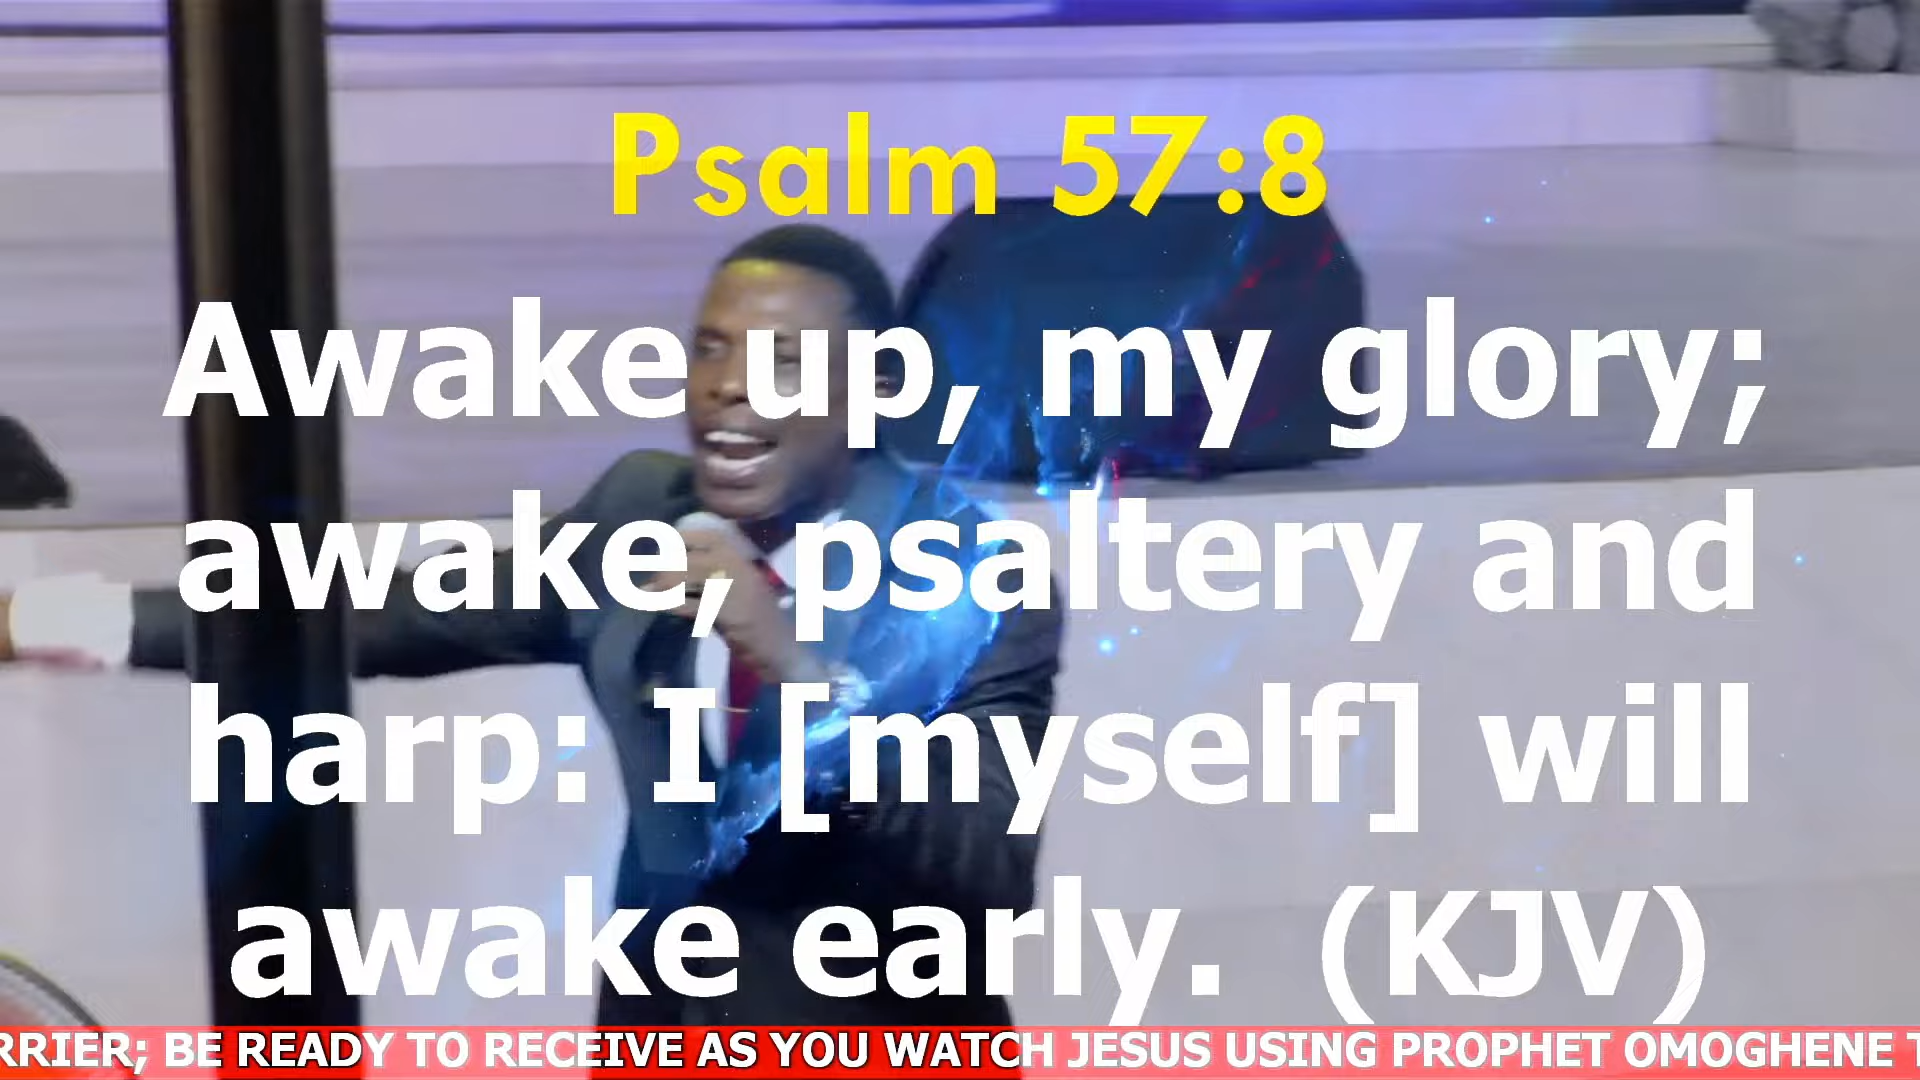 Psalm 57:8
Awake up, my glory;
awake, psaltery and
harp: I [myself] will
awake early. (KJV)
BE READY TO RECEIVE AS YOU WATCH JESUS USING PROPHET OMOGHENE